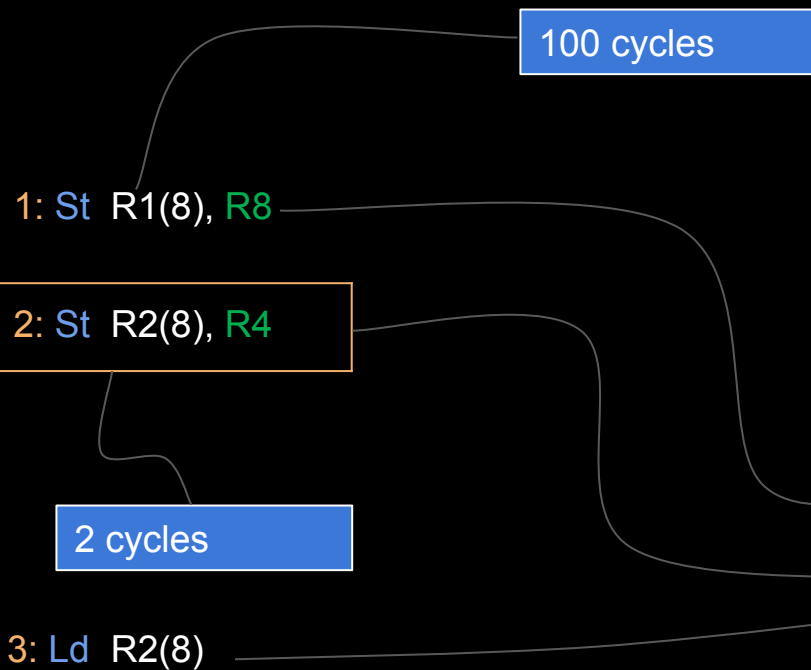 100 cycles
1: St R1(8), R8
2: St R2(8), R4
2 cycles
3: Ld R2(8)